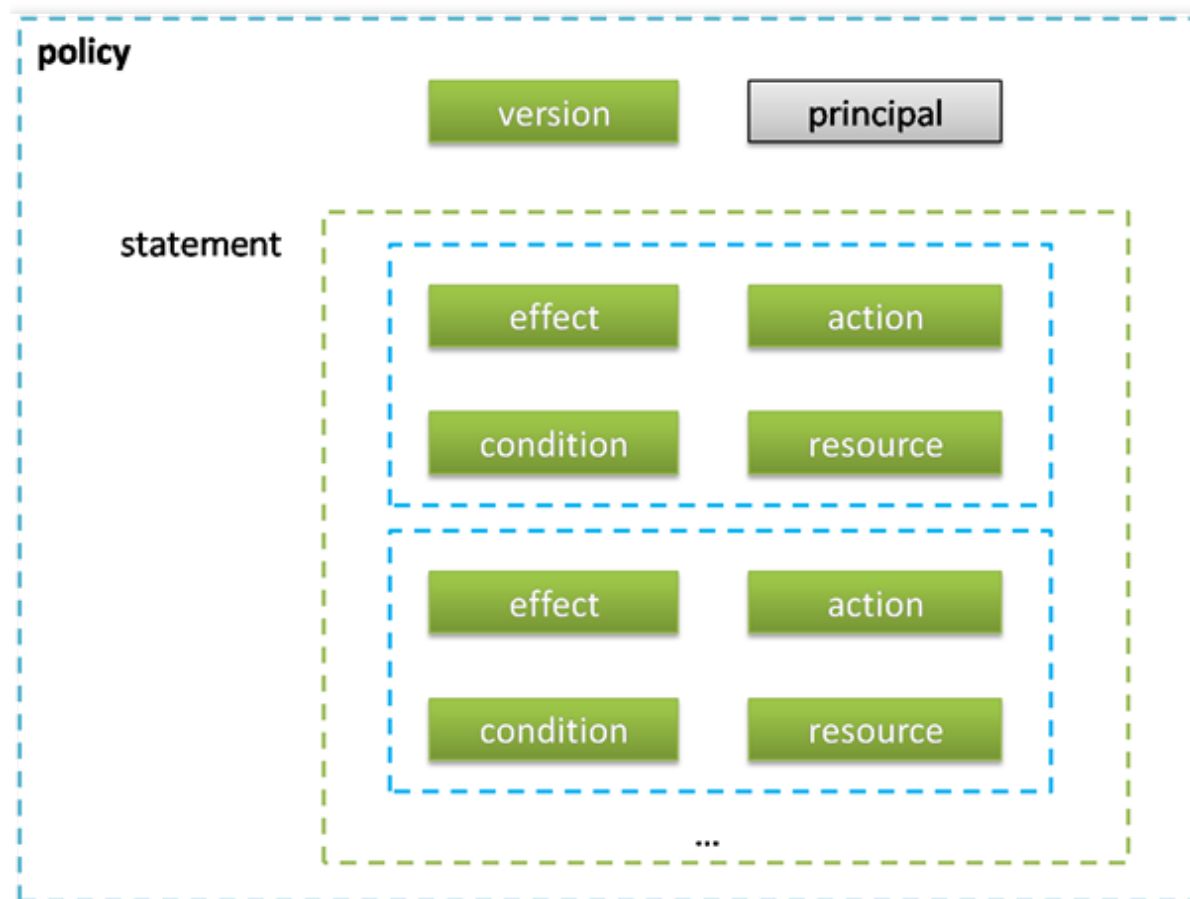 policy
version principal
statement
effect action
condition resource
effect action
condition resource
...